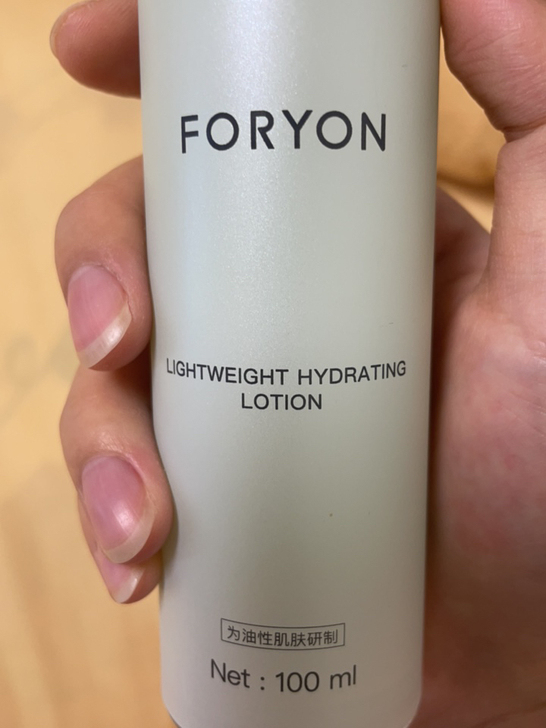 FORYON
LIGHTWEIGHT HYDRATING
LOTION
为油性肌肤研制
Net : 100 ml